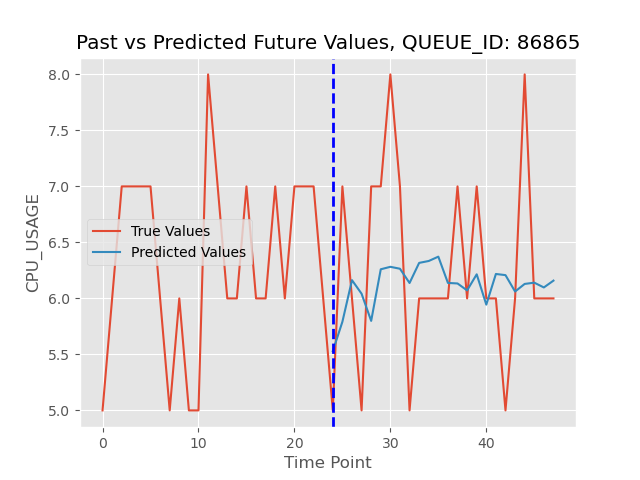 Past vs Predicted Future Values, QUEUE_ID: 86865
8.0
7.5
7.0
6.5
6.0
5.5
5.0
CPU_USAGE
True Values
Predicted Values
0
10
20
30
40
Time Point